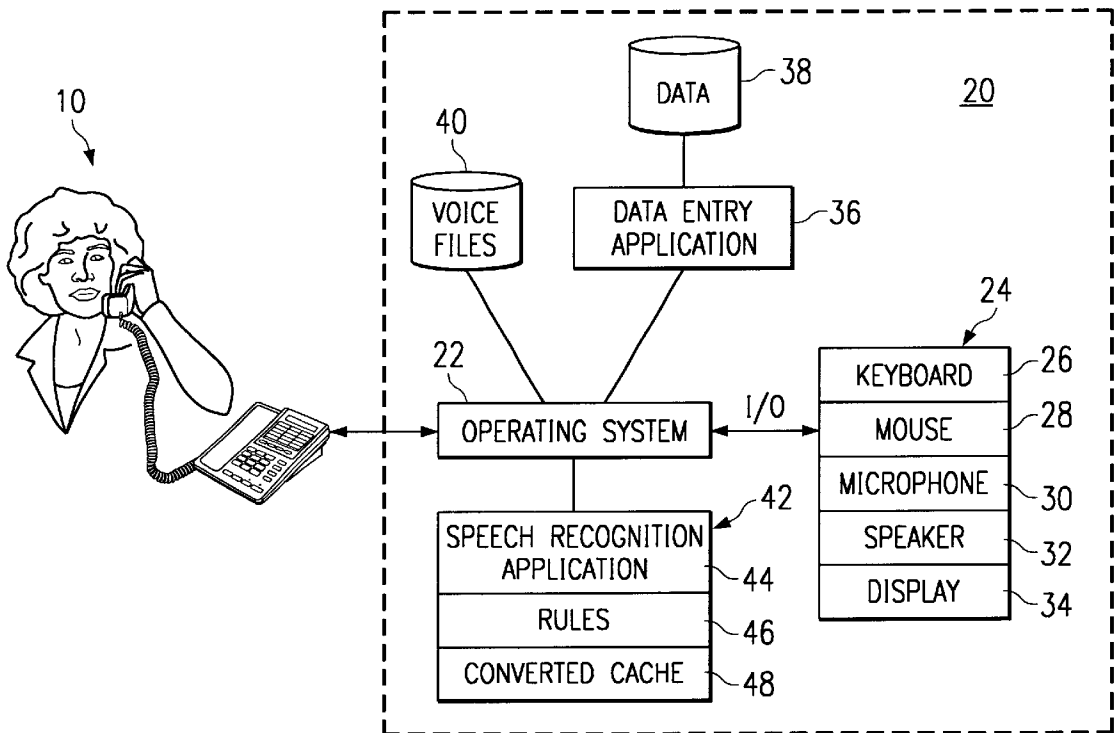 10
20
38
DATA
40
VOICE
FILES
DATA ENTRY
APPLICATION
36
24
22
OPERATING SYSTEM
I/O
KEYBOARD
26
MOUSE
28
MICROPHONE
30
SPEAKER
32
DISPLAY
34
42
SPEECH RECOGNITION
APPLICATION
44
RULES
46
CONVERTED CACHE
48